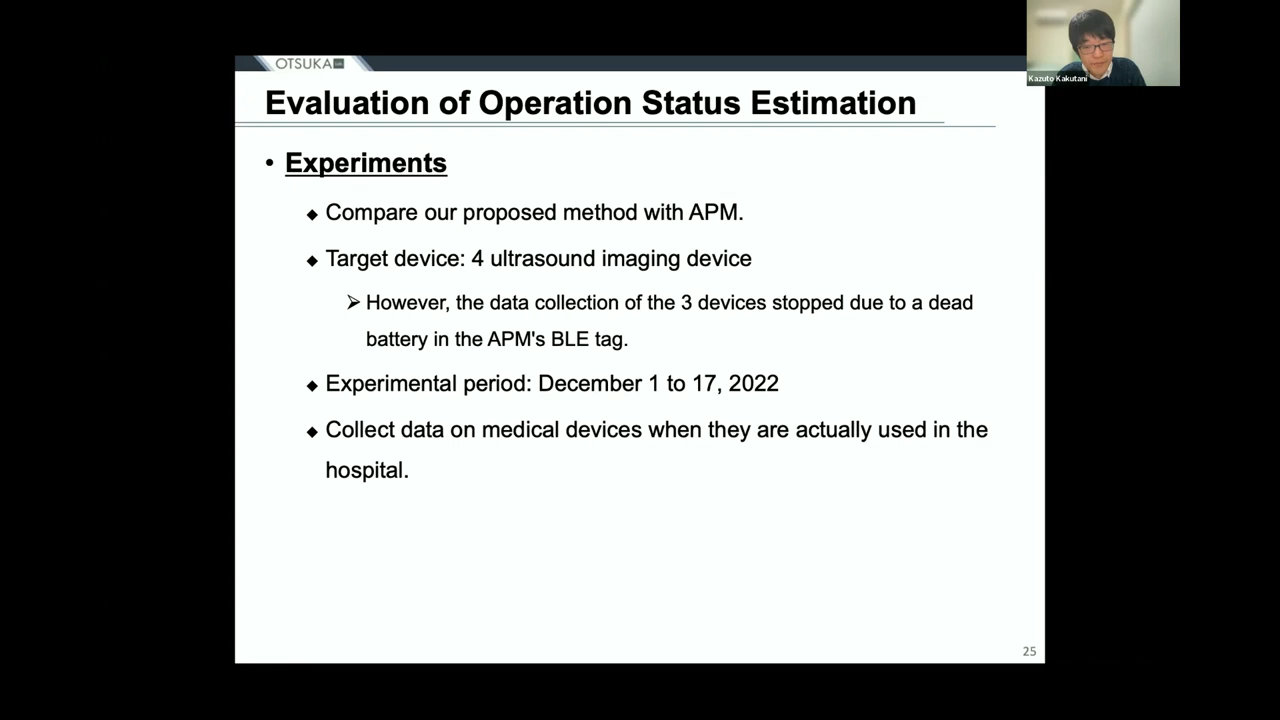 OTSUKA
Kazuto Kakutani
Evaluation of Operation Status Estimation
• Experiments
◆ Compare our proposed method with APM.
◆ Target device: 4 ultrasound imaging device
➢ However, the data collection of the 3 devices stopped due to a dead
battery in the APM's BLE tag.
◆ Experimental period: December 1 to 17, 2022
◆ Collect data on medical devices when they are actually used in the
hospital.
25